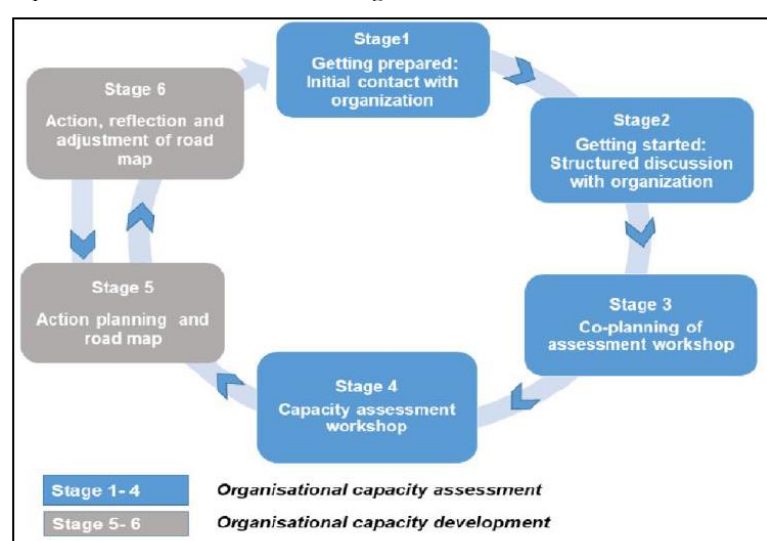 Stage1
Getting prepared:
Initial contact with
organization
Stage2
Getting started:
Structured discussion
with organization
Stage 3
Co-planning of
assessment workshop
Stage 4
Capacity assessment
workshop
Stage 5
Action planning and
road map
Stage 6
Action, reflection and
adjustment of road
map
Stage 1- 4
Organisational capacity assessment
Stage 5- 6
Organisational capacity development